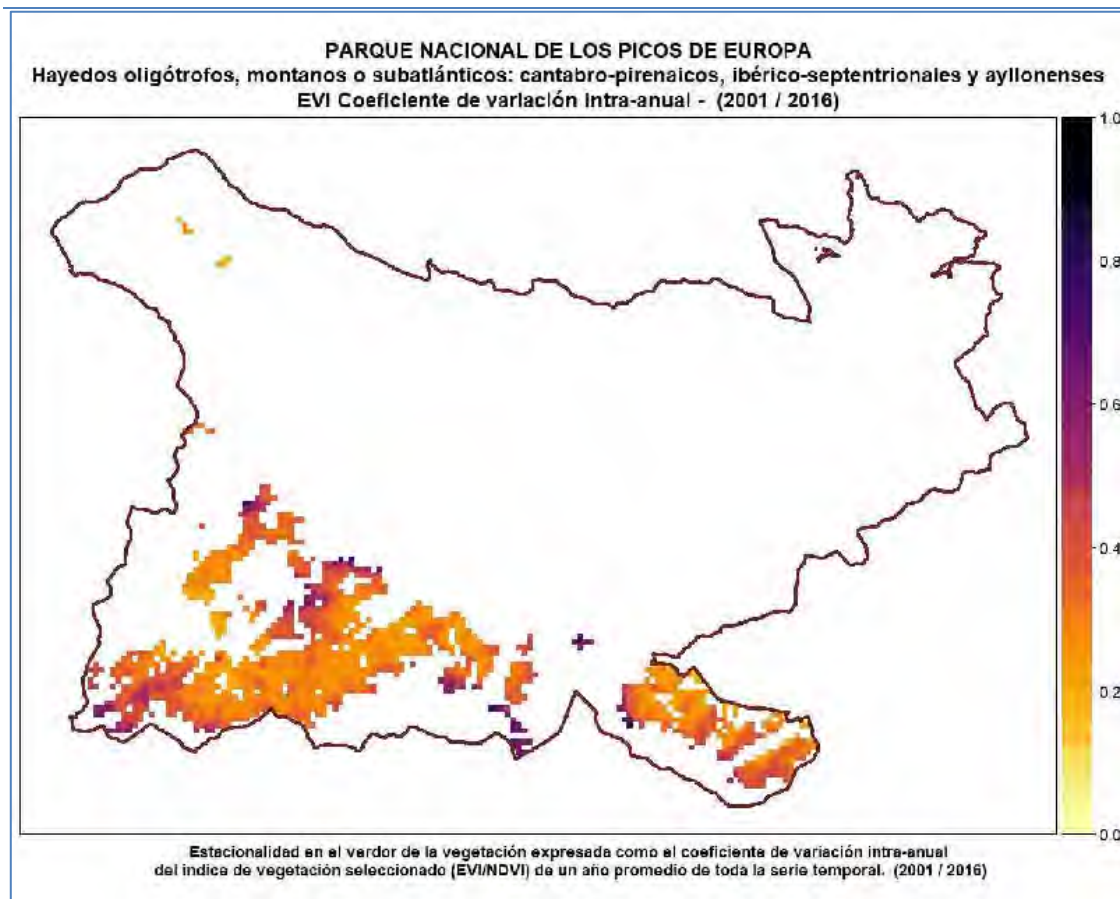 PARQUE NACIONAL DE LOS PICOS DE EUROPA
Hayedos oligótrofos, montanos o subatlánticos: cantabro-pirenaicos, ibérico-septentrionales y ayllonenses
EVI Coeficiente de variación intra-anual - (2001 / 2016)
1.0
0.8
0.6
0.4
0.2
0.0
Estacionalidad en el verdor de la vegetación expresada como el coeficiente de variación intra-anual
del indice de vegetación seleccionado (EVI/NDVI) de un año promedio de toda la serie temporal. (2001 / 2016)